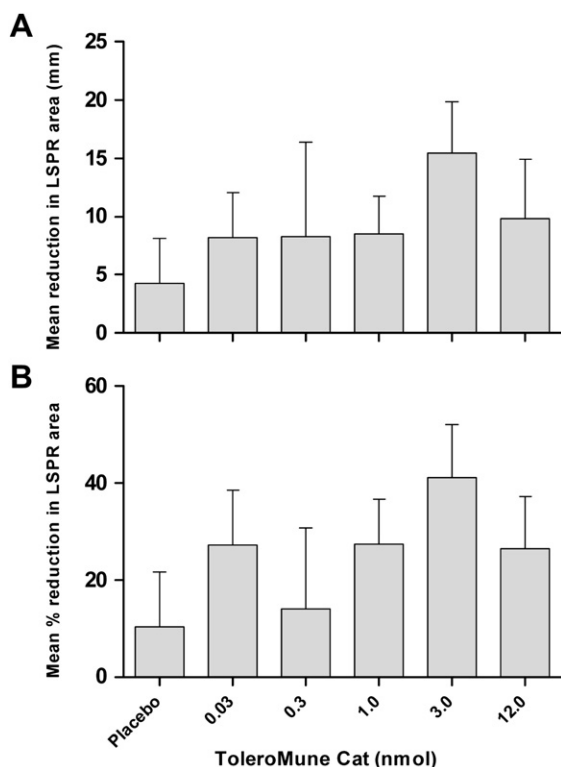 A
Mean reduction in LSPR area (mm)
25
20
15
10
5
0
B
Mean % reduction in LSPR area
60
40
20
0
Placebo
0.03
0.3
1.0
3.0
12.0
ToleroMune Cat (nmol)